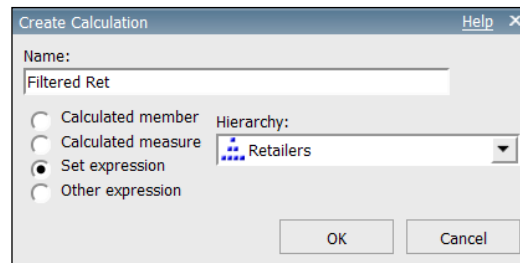 Create Calculation Help ×
Name:
Filtered Ret
Calculated member
Calculated measure
Set expression
Other expression
Hierarchy:
Retailers
OK Cancel